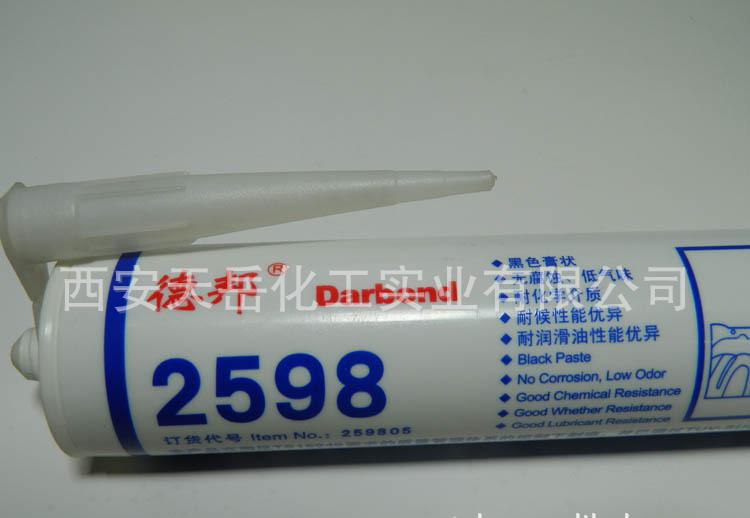 西安天岳化工实业有限公司
德邦®
Darbond
2598
订货代号 Item No.: 259805
◆ 黑色膏状
◆ 无腐蚀、低气味
◆ 耐化学介质
◆ 耐候性能优异
◆ 耐润滑油性能优异
◆ Black Paste
◆ No Corrosion, Low Odor
◆ Good Chemical Resistance
◆ Good Whether Resistance
◆ Good Lubricant Resistance